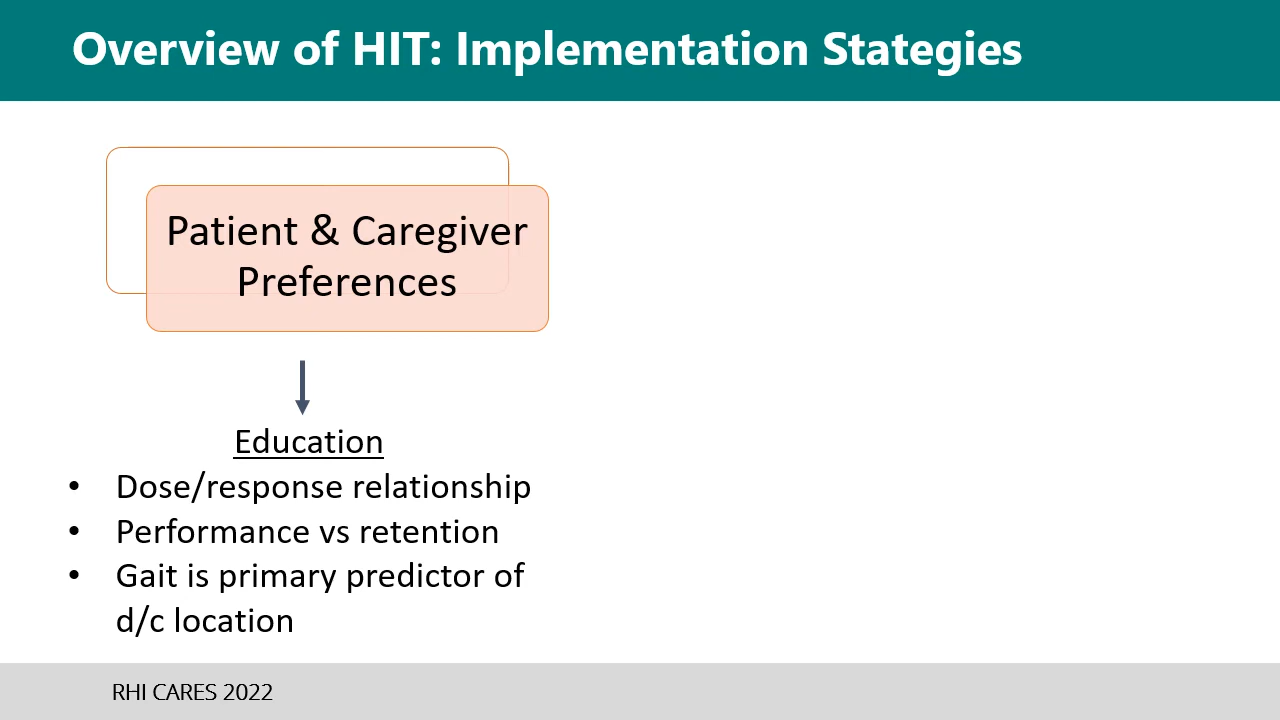 Overview of HIT: Implementation Stategies
Patient & Caregiver
Preferences
Education
• Dose/response relationship
• Performance vs retention
• Gait is primary predictor of
d/c location
RHI CARES 2022